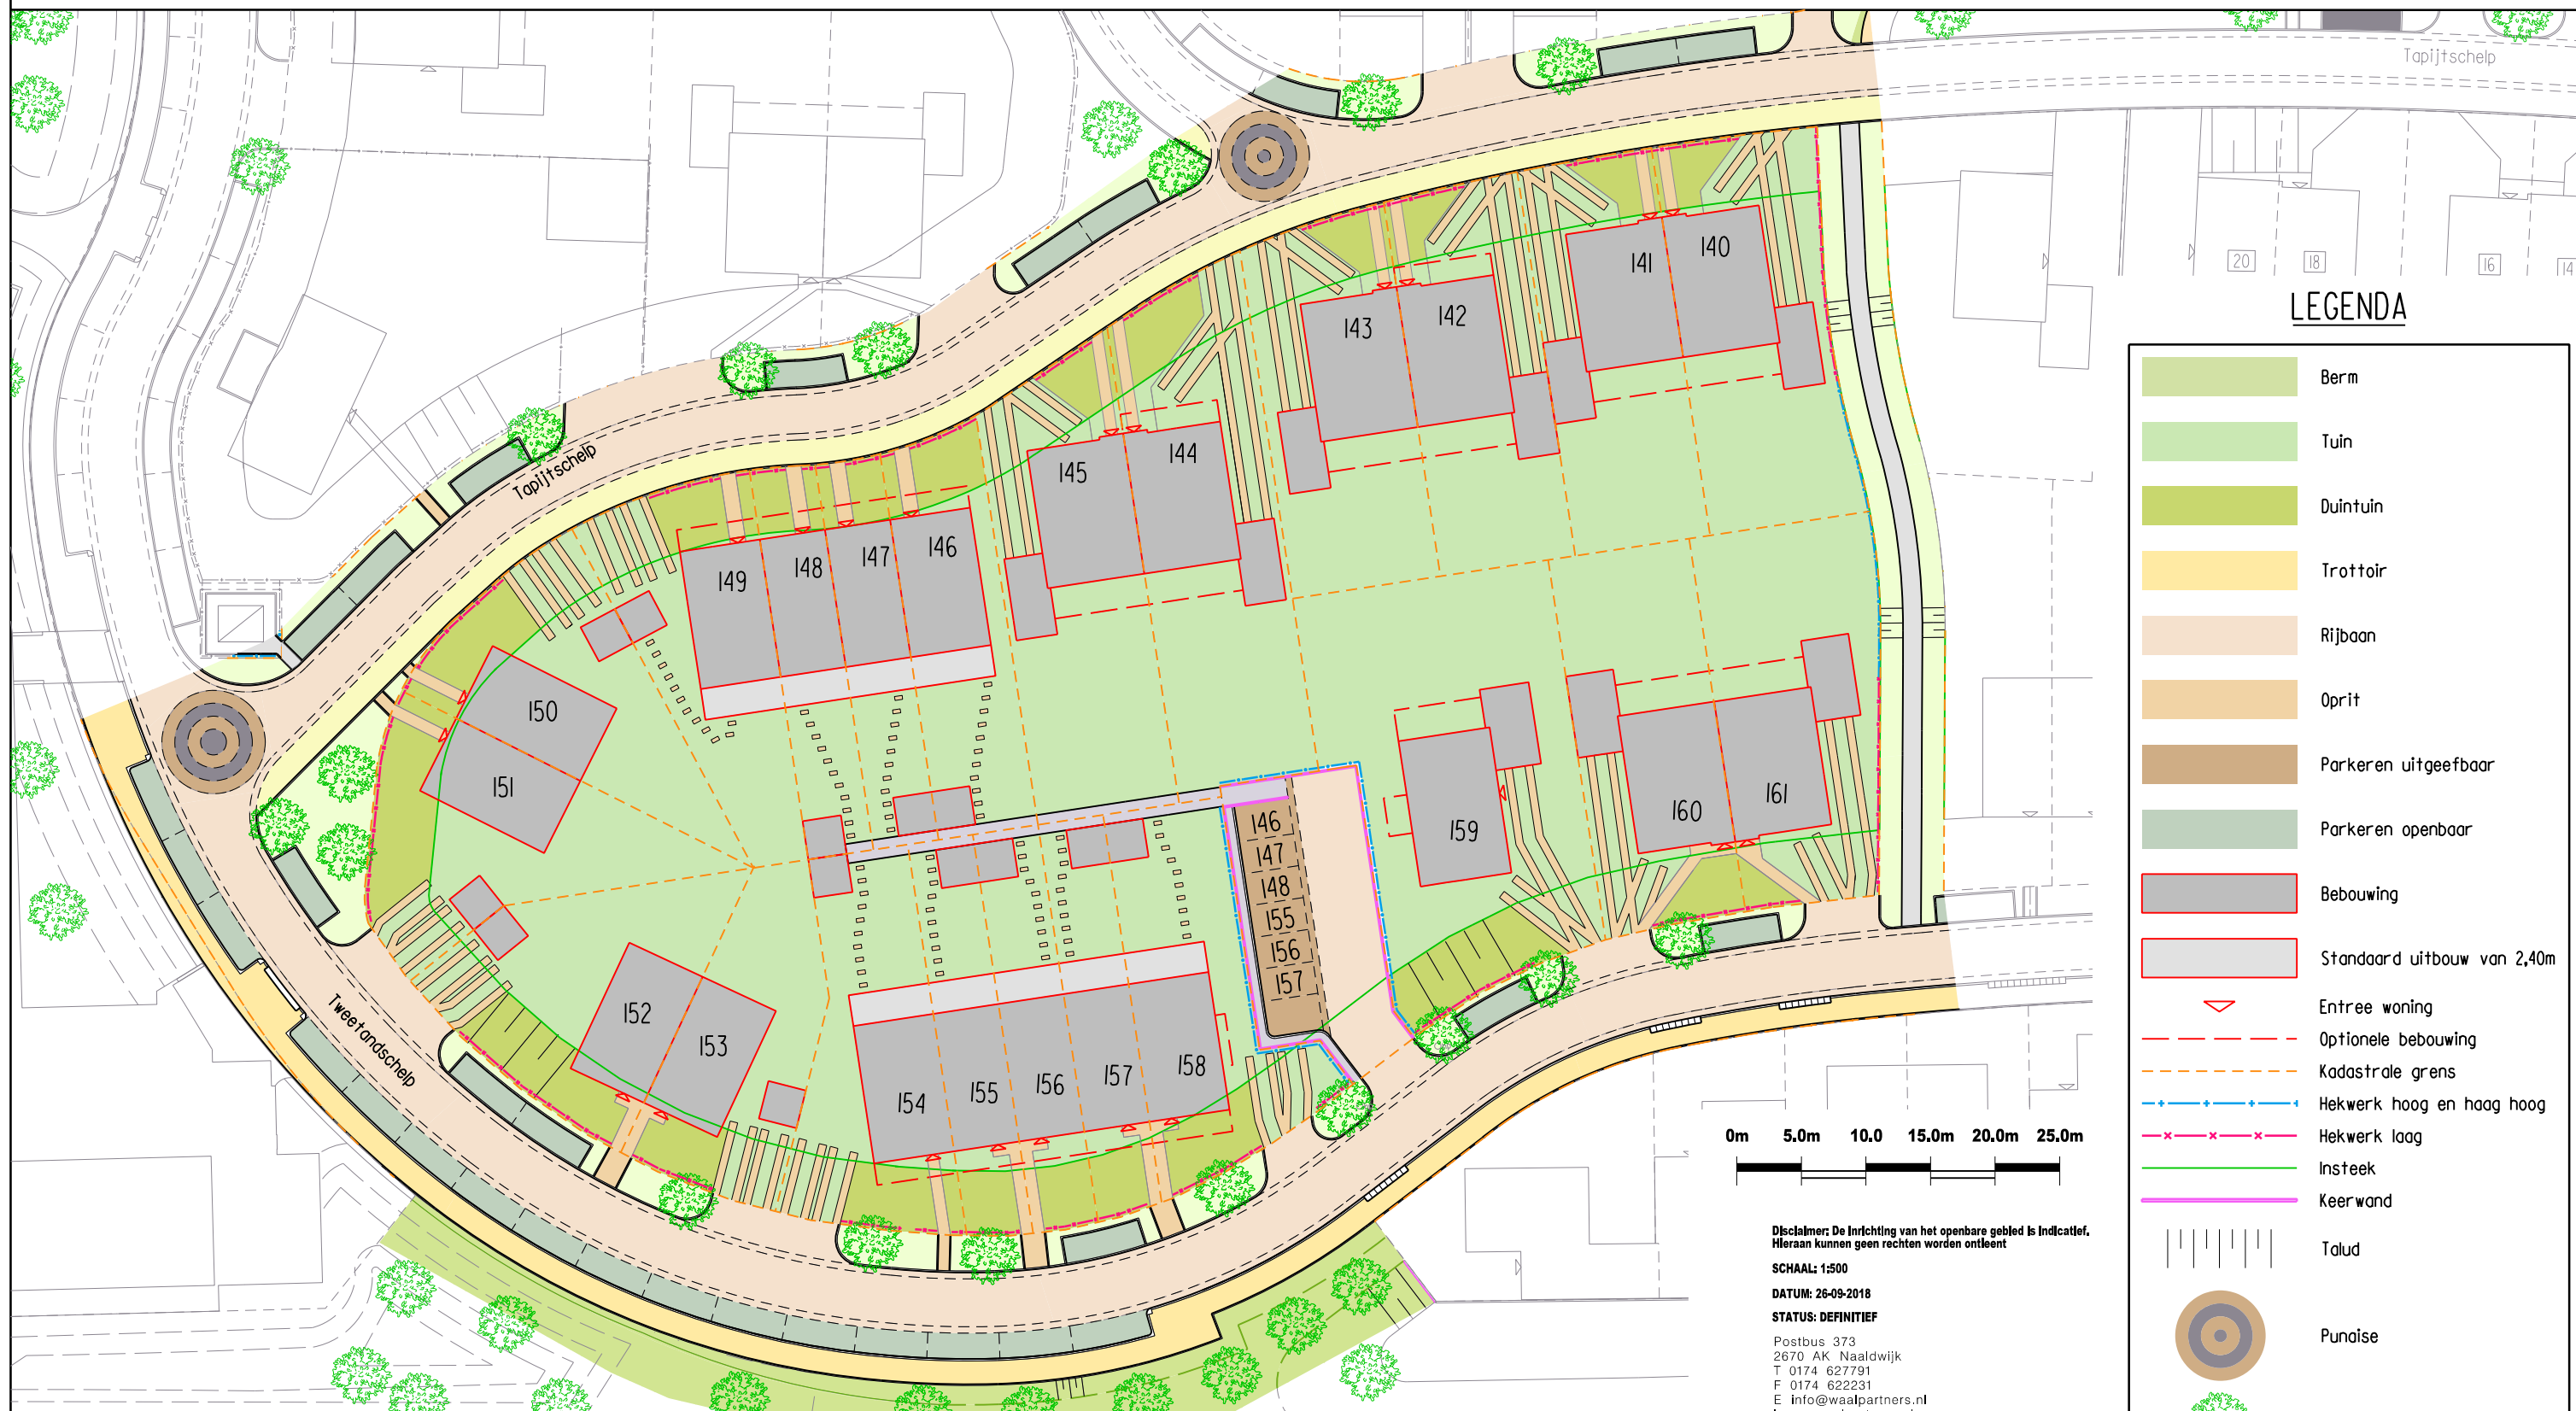 Tapijtschelp
20
18
16
14
141
140
143
142
145
144
Tapijtschelp
149
148
147
146
150
151
159
160
161
146
147
148
155
156
157
152
153
154
155
156
157
158
Tweetandschelp
LEGENDA
Berm
Tuin
Duintuin
Trottoir
Rijbaan
Oprit
Parkeren uitgeefbaar
Parkeren openbaar
Bebouwing
Standaard uitbouw van 2,40m
Entree woning
Optionele bebouwing
Kadastrale grens
Hekwerk hoog en haag hoog
Hekwerk laag
Insteek
Keerwand
Talud
Punaise
0m 5.0m 10.0 15.0m 20.0m 25.0m
Disclaimer: De inrichting van het openbare gebied is indicatief.
Hieraan kunnen geen rechten worden ontleent
SCHAAL: 1:500
DATUM: 26-09-2018
STATUS: DEFINITIEF
Postbus 373
2670 AK Naaldwijk
T 0174 627791
F 0174 622231
E info@waalpartners.nl